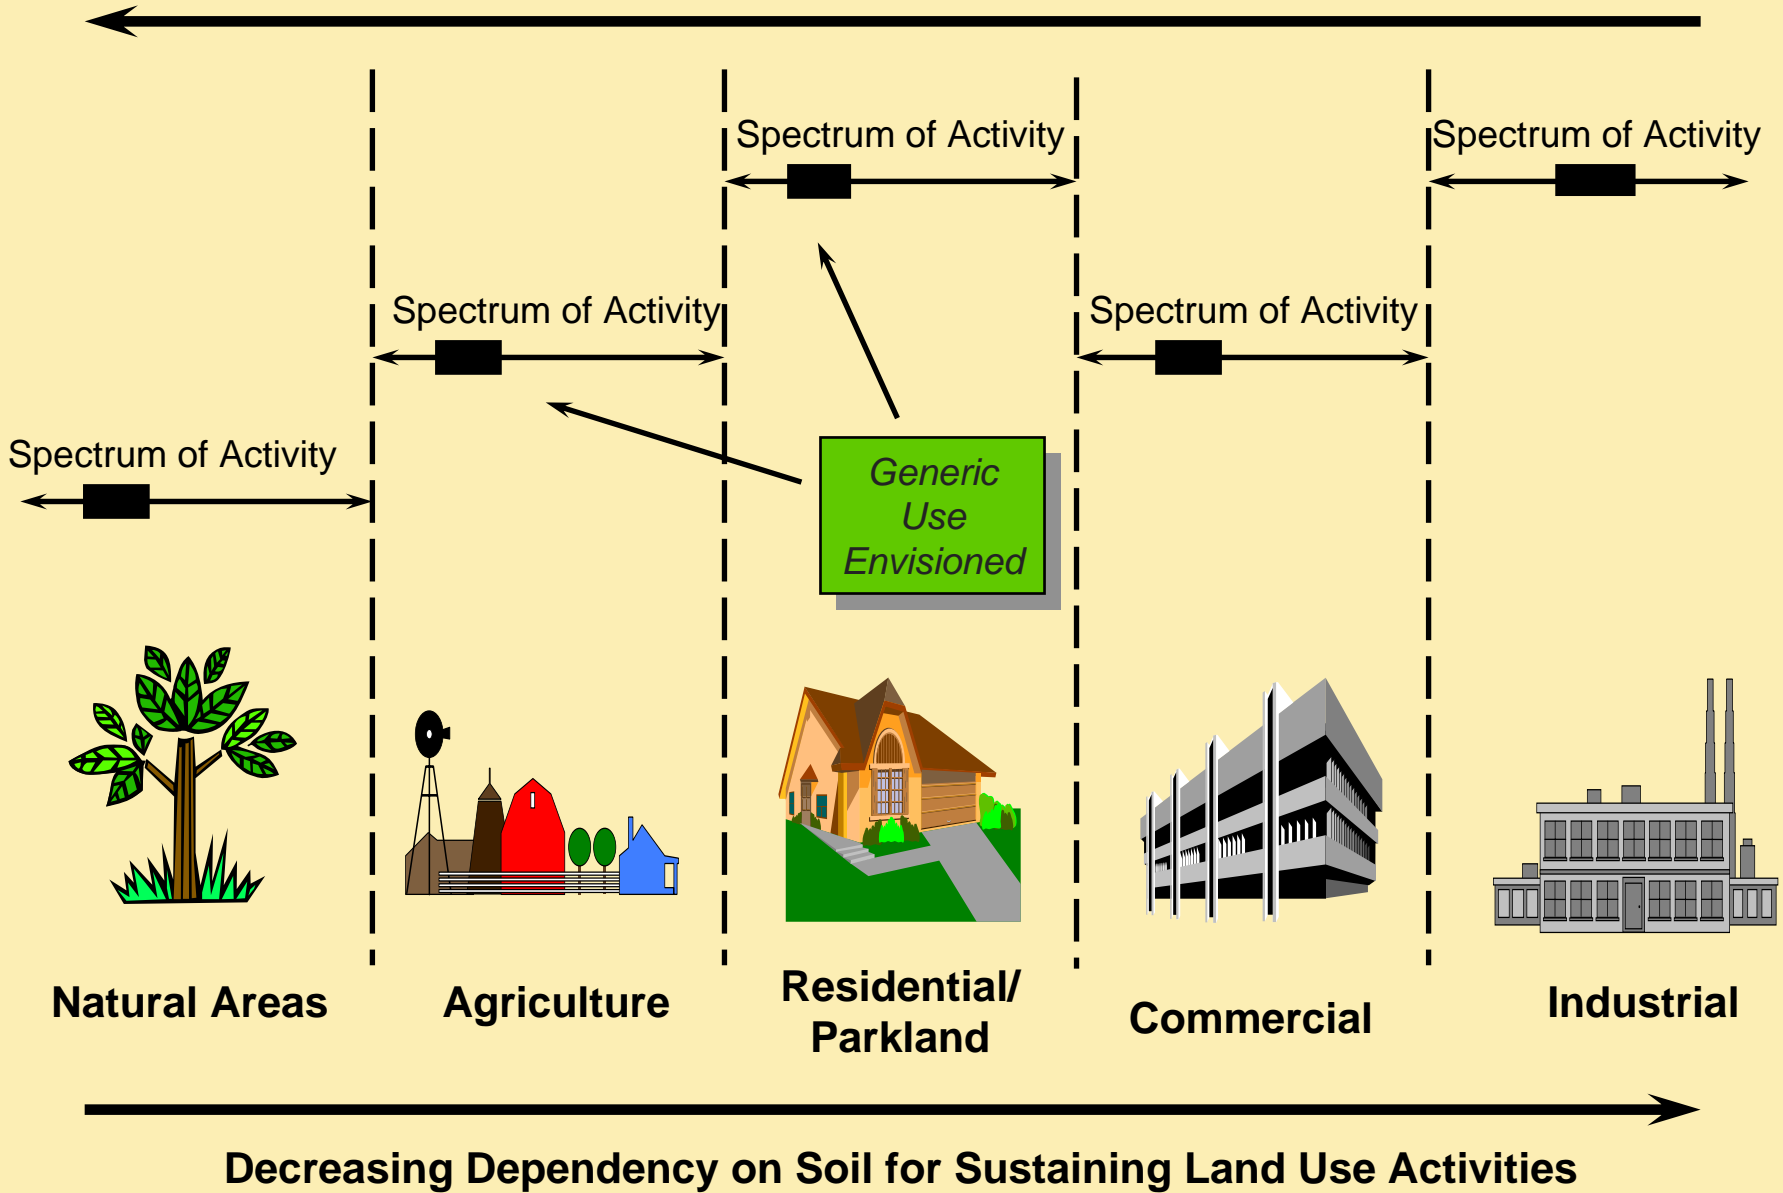 Spectrum of Activity
Spectrum of Activity
Spectrum of Activity
Spectrum of Activity
Spectrum of Activity
Generic
Use
Envisioned
Natural Areas
Agriculture
Residential/
Parkland
Commercial
Industrial
Decreasing Dependency on Soil for Sustaining Land Use Activities